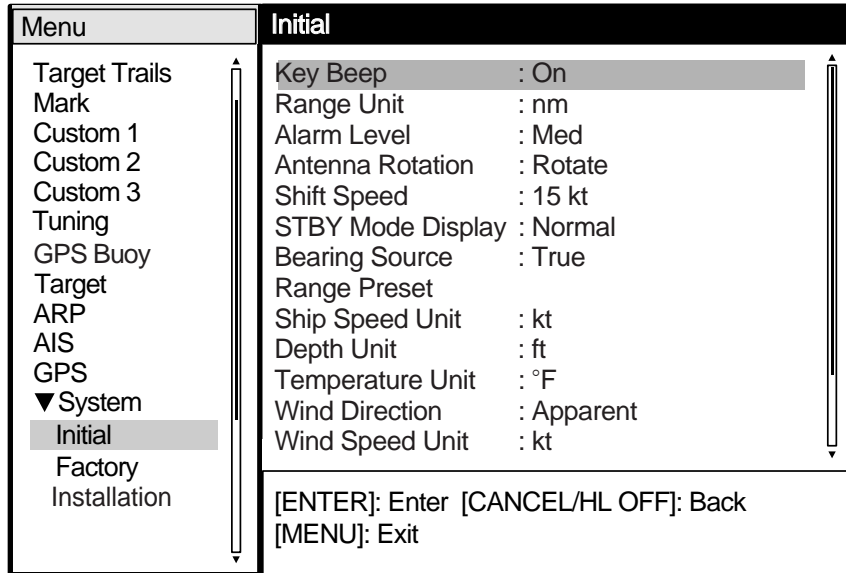 Menu
Target Trails
Mark
Custom 1
Custom 2
Custom 3
Tuning
GPS Buoy
Target
ARP
AIS
GPS
▼System
Initial
Factory
Installation
Initial
Key Beep : On
Range Unit : nm
Alarm Level : Med
Antenna Rotation : Rotate
Shift Speed : 15 kt
STBY Mode Display : Normal
Bearing Source : True
Range Preset
Ship Speed Unit : kt
Depth Unit : ft
Temperature Unit : °F
Wind Direction : Apparent
Wind Speed Unit : kt
[ENTER]: Enter [CANCEL/HL OFF]: Back
[MENU]: Exit